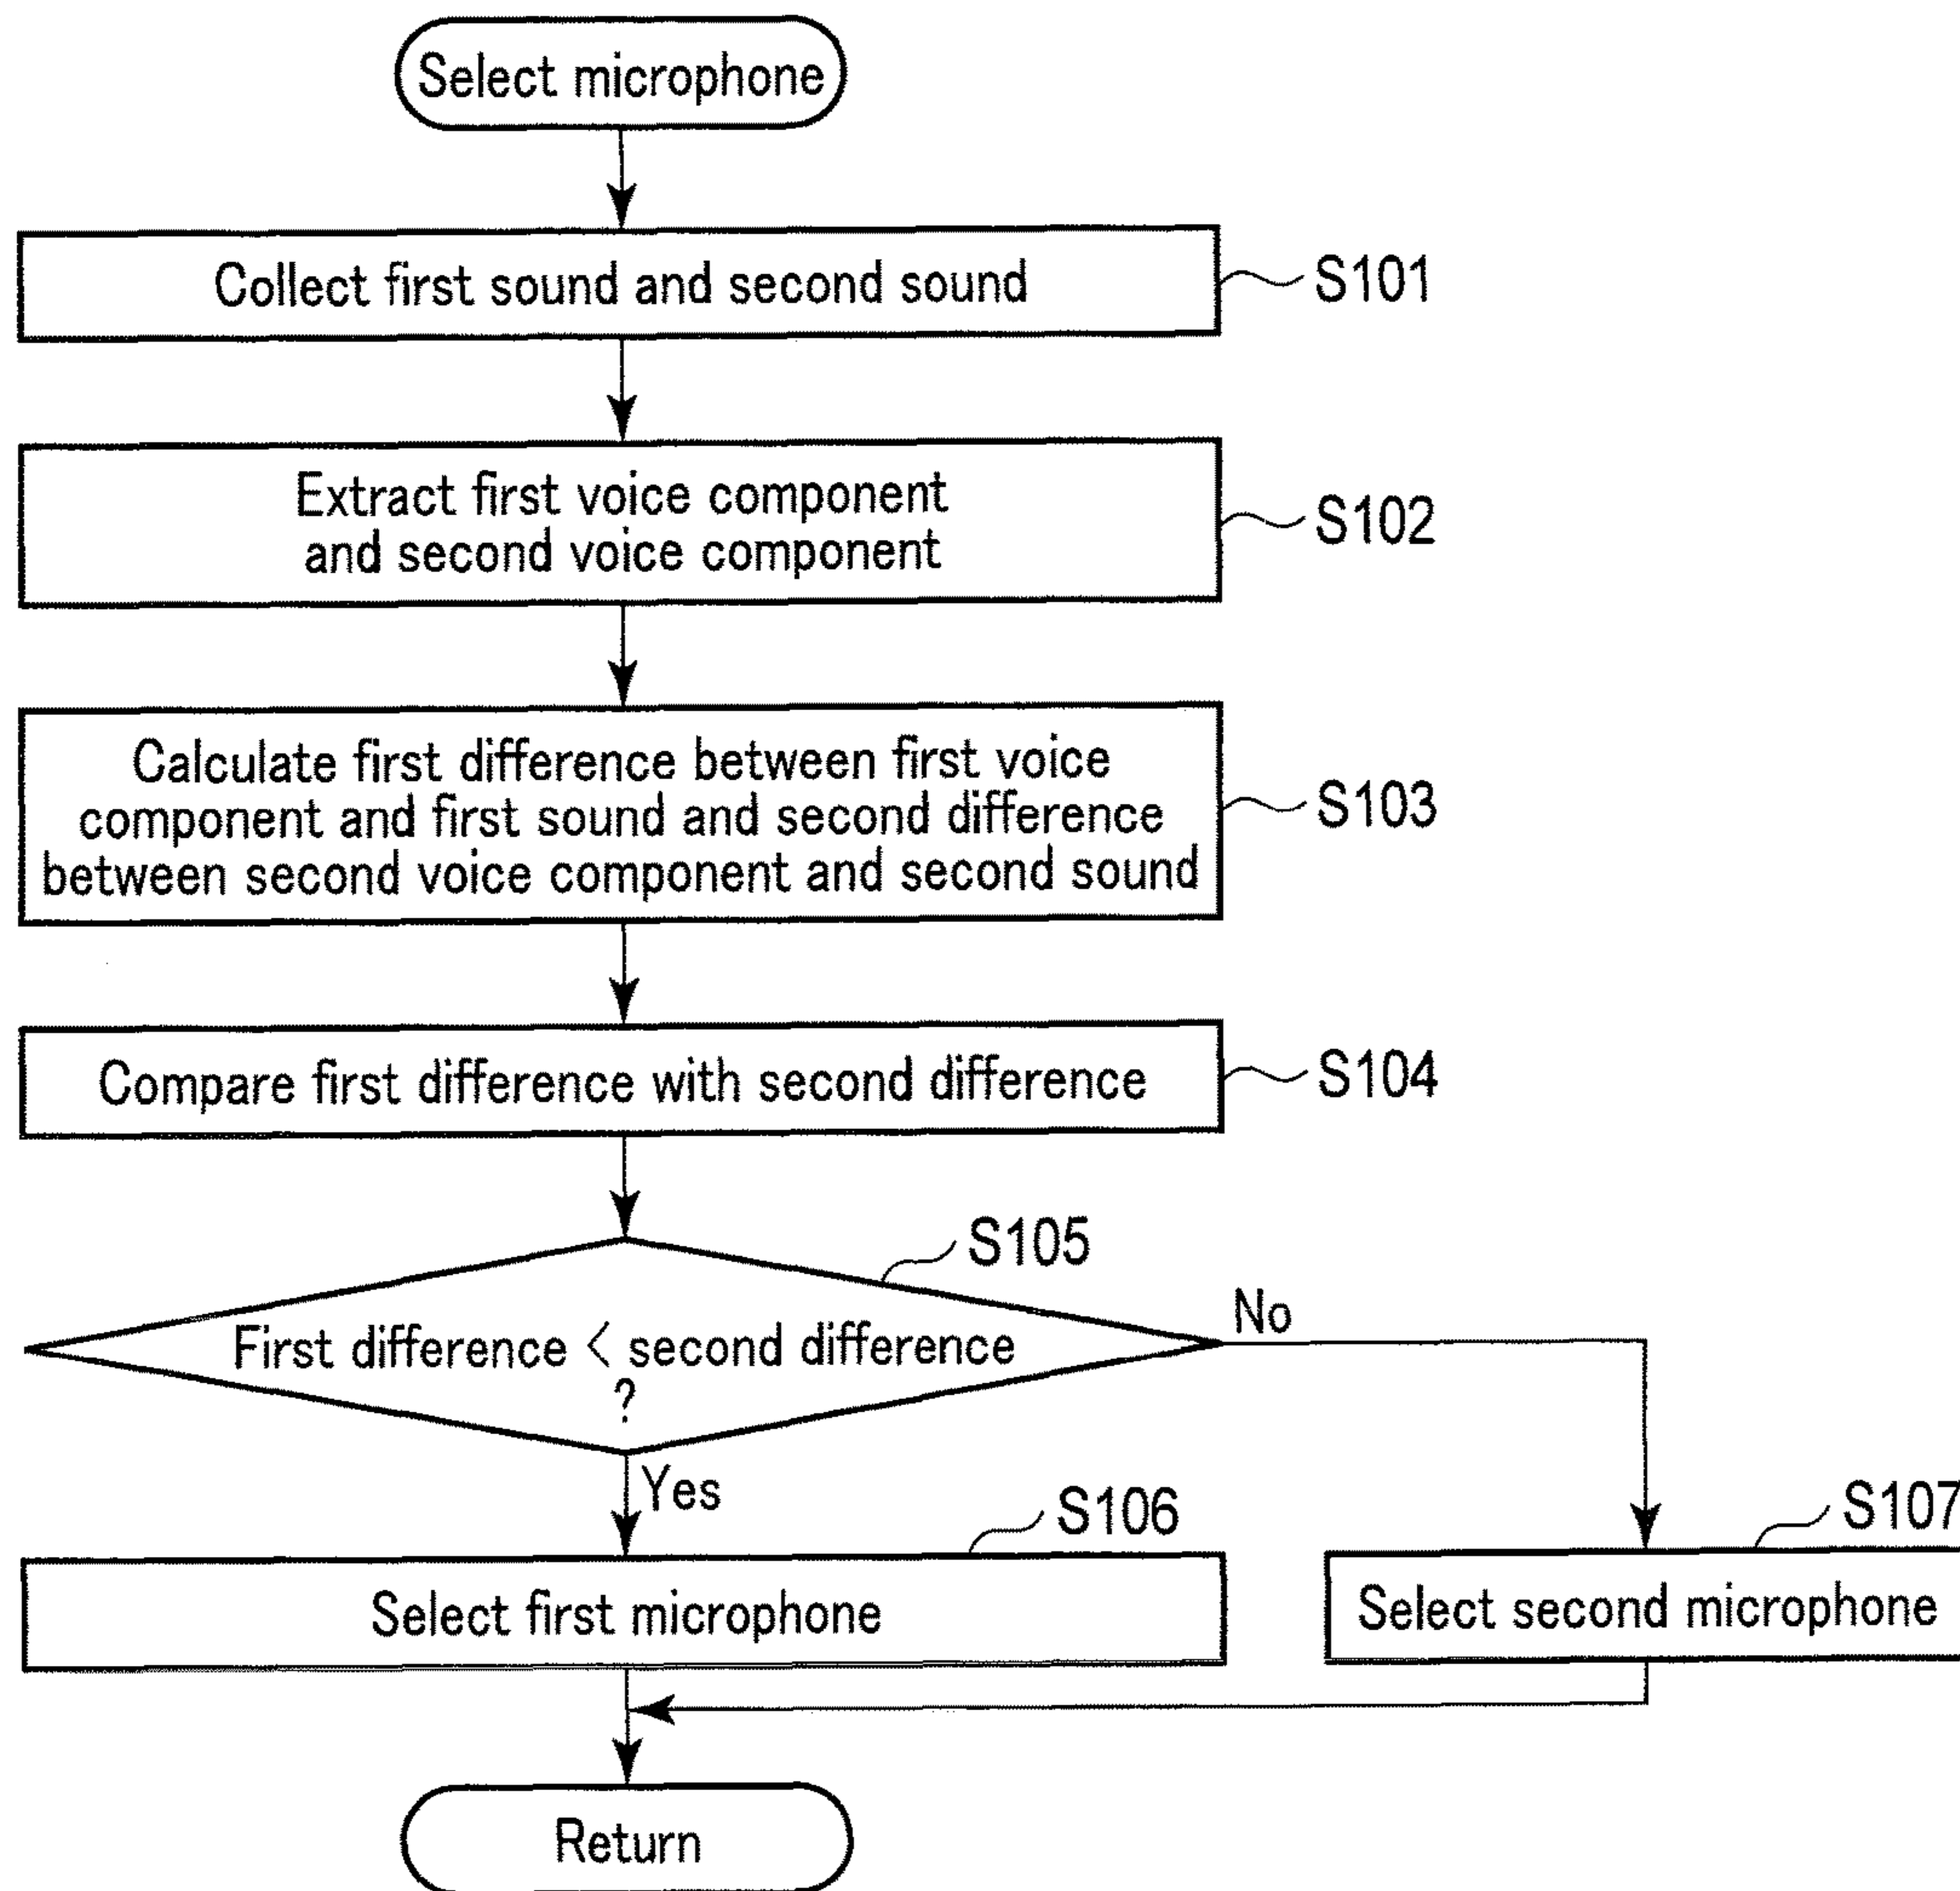 Select microphone
Collect first sound and second sound
S101
Extract first voice component
and second voice component
S102
Calculate first difference between first voice
component and first sound and second difference
between second voice component and second sound
S103
Compare first difference with second difference
S104
S105
First difference < second difference
?
No
Yes
S106
Select first microphone
S107
Select second microphone
Return